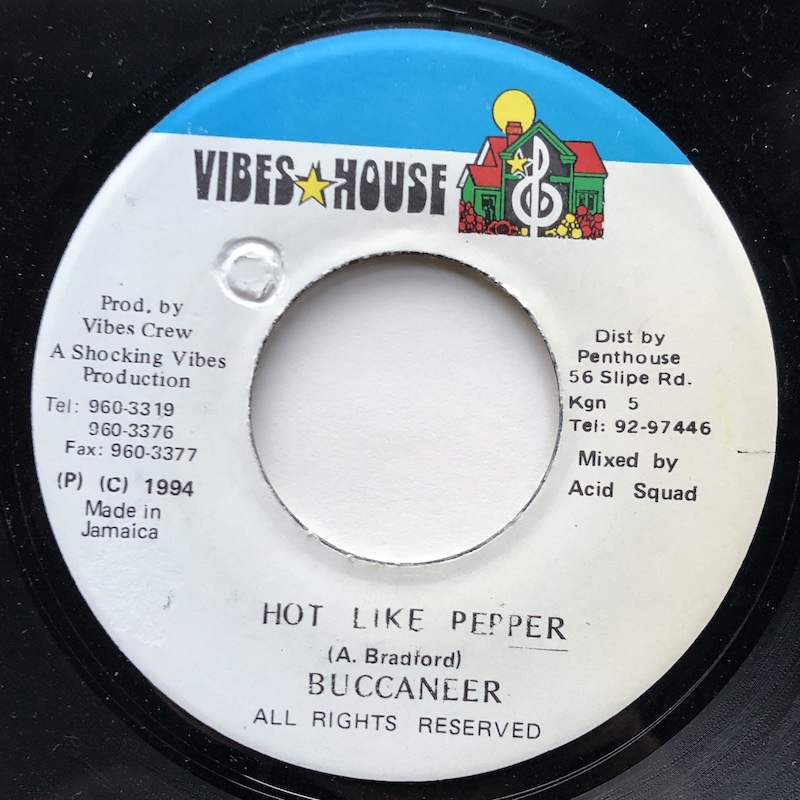 VIBES HOUSE
Prod. by
Vibes Crew
A Shocking Vibes
Production
Tel: 960-3319
960-3376
Fax: 960-3377
(P) (C) 1994
Made in
Jamaica
Dist by
Penthouse
56 Slipe Rd.
Kgn 5
Tel: 92-97446
Mixed by
Acid Squad
HOT LIKE PEPPER
(A. Bradford)
BUCCANEER
ALL RIGHTS RESERVED